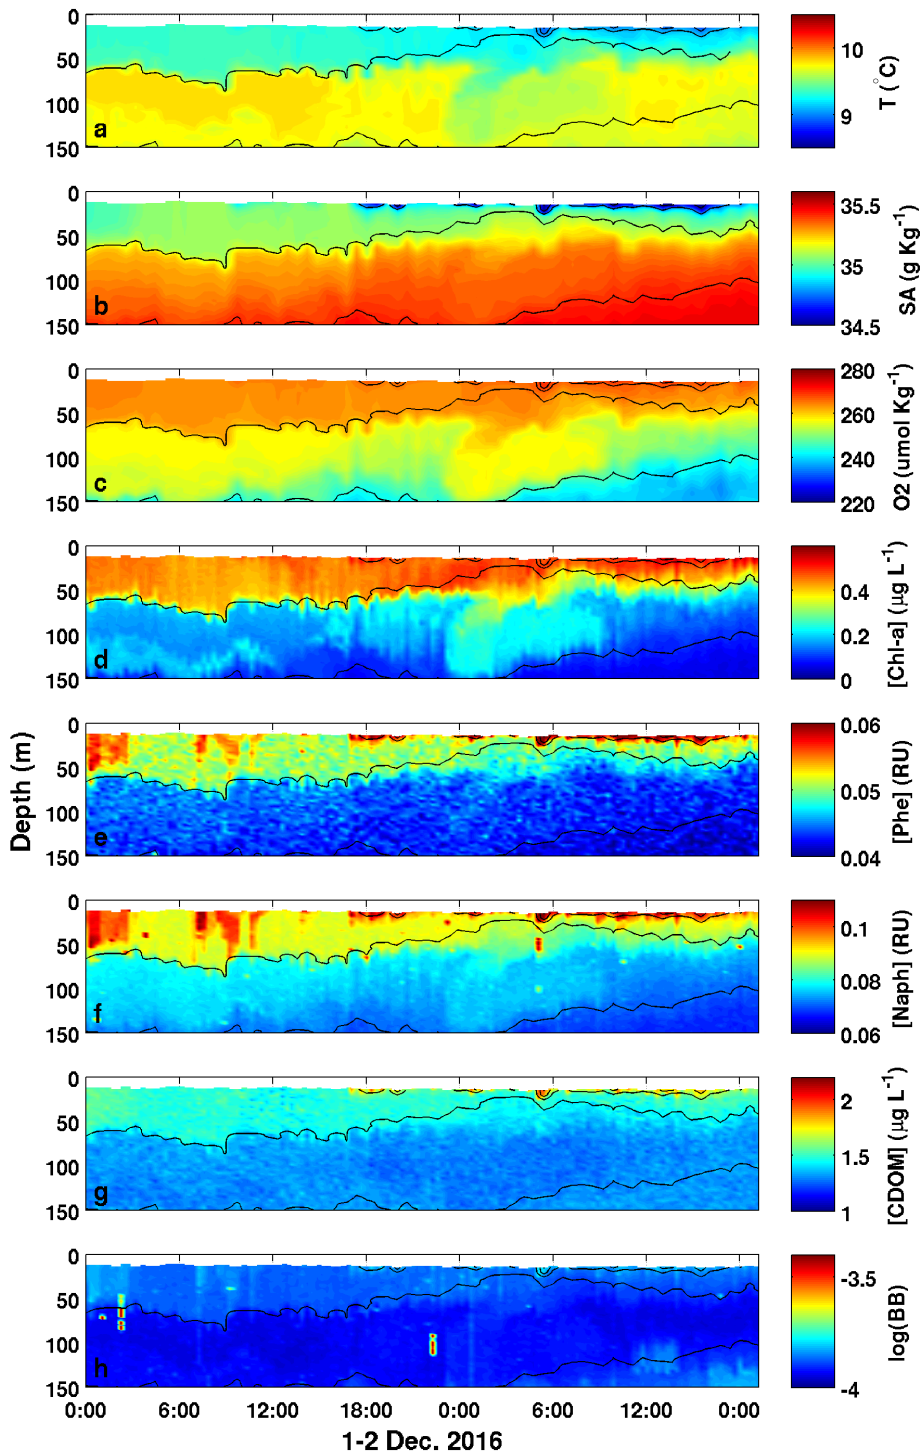 0
50
100
150
a
10
9
T (°C)
0
50
100
150
b
35.5
35
34.5
SA (g Kg⁻¹)
0
50
100
150
c
280
260
240
220
O2 (umol Kg⁻¹)
0
50
100
150
d
0.4
0.2
0
[Chl-a] (μg L⁻¹)
Depth (m)
0
50
100
150
e
0.06
0.05
0.04
[Phe] (RU)
0
50
100
150
f
0.1
0.08
0.06
[Naph] (RU)
0
50
100
150
g
2
1.5
1
[CDOM] (μg L⁻¹)
0
50
100
150
h
-3.5
-4
log(BB)
0:00 6:00 12:00 18:00 0:00 6:00 12:00 0:00
1-2 Dec. 2016